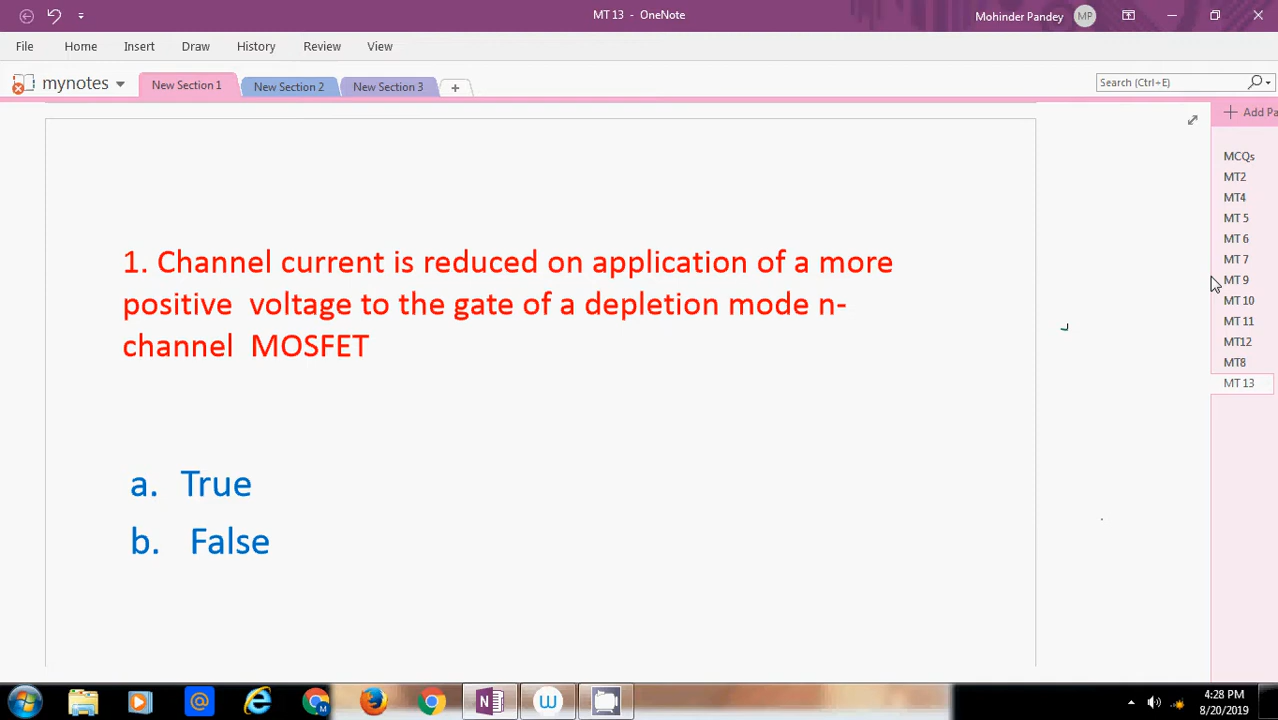 MT 13 - OneNote
Mohinder Pandey MP
File Home Insert Draw History Review View
mynotes New Section 1 New Section 2 New Section 3 +
Search (Ctrl+E)
Add Pa
MCQs
MT2
MT4
MT 5
MT 6
MT 7
MT 9
MT 10
MT 11
MT12
MT8
MT 13
1. Channel current is reduced on application of a more
positive voltage to the gate of a depletion mode n-
channel MOSFET
a. True
b. False
4:28 PM
8/20/2019